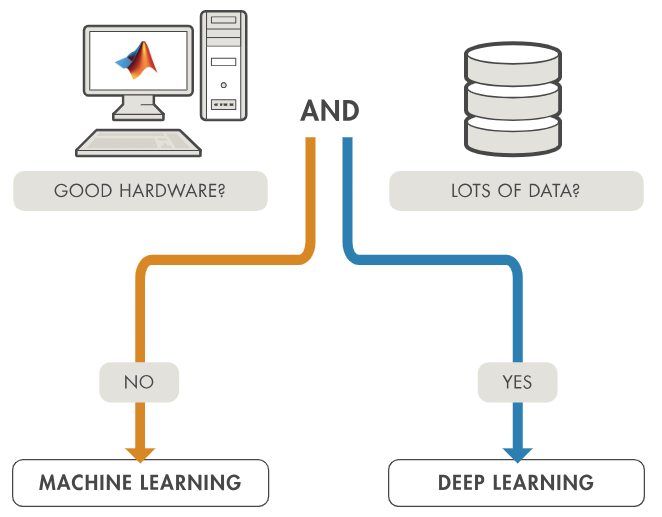 AND
GOOD HARDWARE?
LOTS OF DATA?
NO
YES
MACHINE LEARNING
DEEP LEARNING